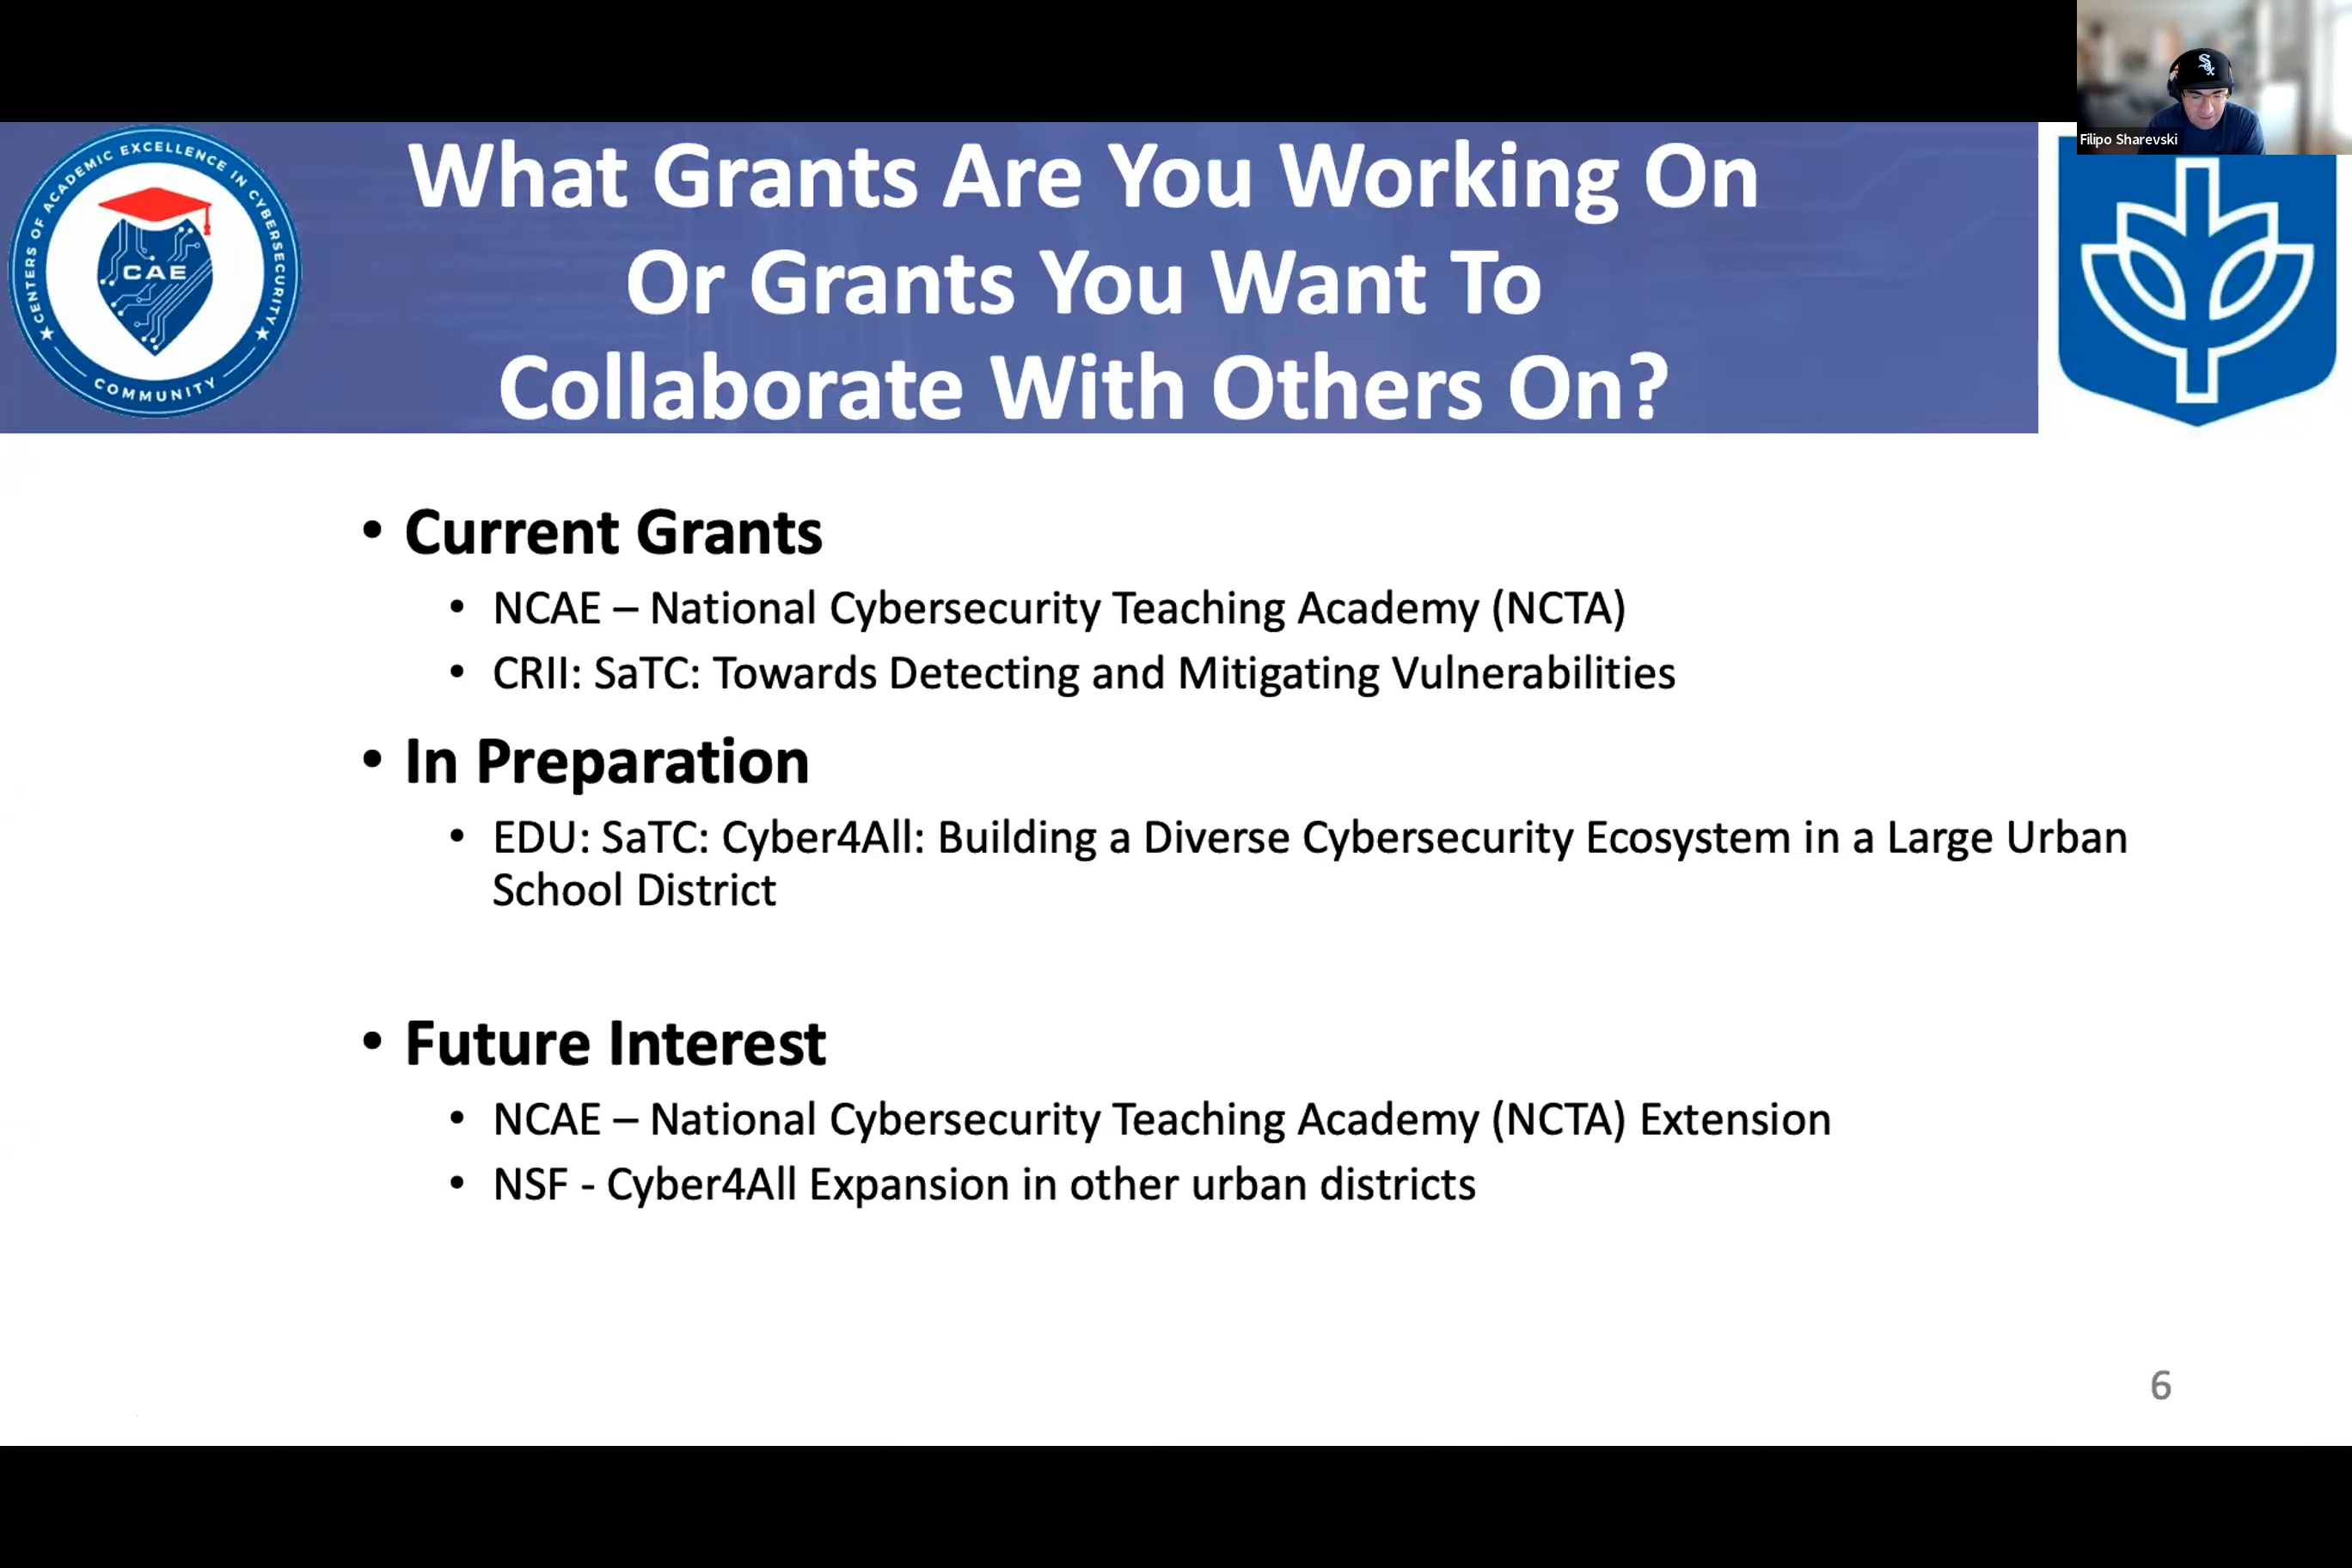 Filipo Sharevski
CENTERS OF ACADEMIC EXCELLENCE IN CYBERSECURITY
CAE
COMMUNITY
What Grants Are You Working On
Or Grants You Want To
Collaborate With Others On?
• Current Grants
• NCAE – National Cybersecurity Teaching Academy (NCTA)
• CRII: SaTC: Towards Detecting and Mitigating Vulnerabilities
• In Preparation
• EDU: SaTC: Cyber4All: Building a Diverse Cybersecurity Ecosystem in a Large Urban
School District
• Future Interest
• NCAE – National Cybersecurity Teaching Academy (NCTA) Extension
• NSF - Cyber4All Expansion in other urban districts
6